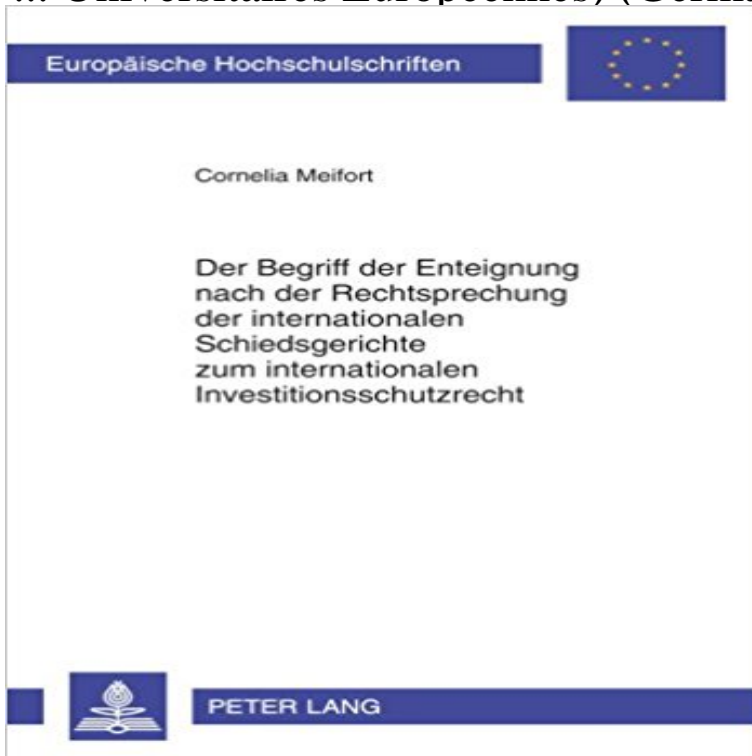 Europäische Hochschulschriften
Cornelia Meifort
Der Begriff der Enteignung
nach der Rechtsprechung
der internationalen
Schiedsgerichte
zum internationalen
Investitionsschutzrecht
PETER LANG